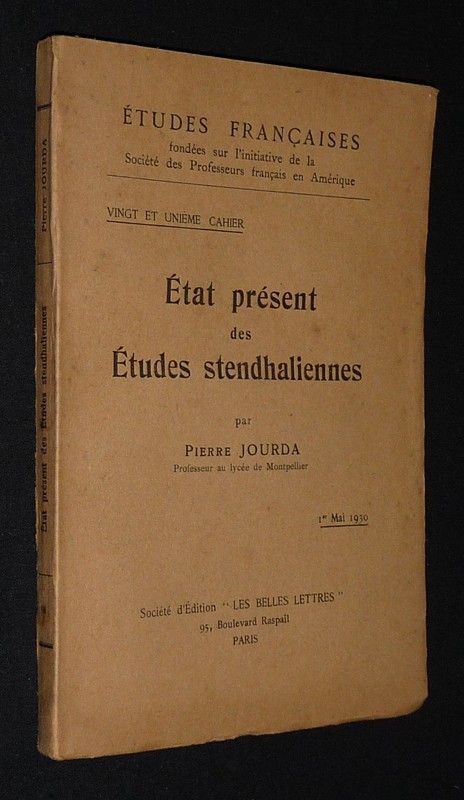 ÉTUDES FRANÇAISES
fondées sur l'initiative de la
Société des Professeurs français en Amérique
VINGT ET UNIEME CAHIER
État présent
des
Études stendhaliennes
par
PIERRE JOURDA
Professeur au lycée de Montpellier
1er Mai 1930
Société d'Édition "LES BELLES LETTRES"
95, Boulevard Raspail
PARIS
Pierre JOURDA
État présent des Études stendhaliennes